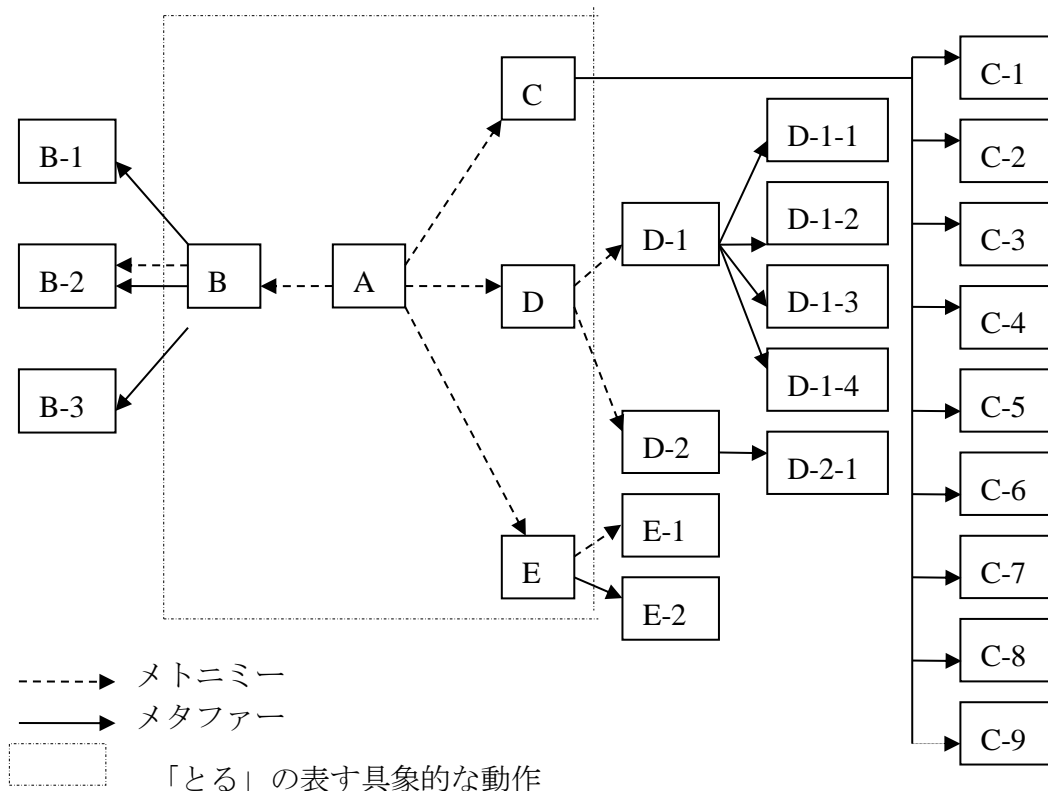 C
C-1
D-1-1
C-2
B-1
D-1-2
C-3
D-1
B-2
B
A
D
D-1-3
C-4
D-1-4
B-3
C-5
D-2
D-2-1
C-6
E-1
E
C-7
E-2
C-8
メトニミー
メタファー
C-9
「とる」の表す具象的な動作